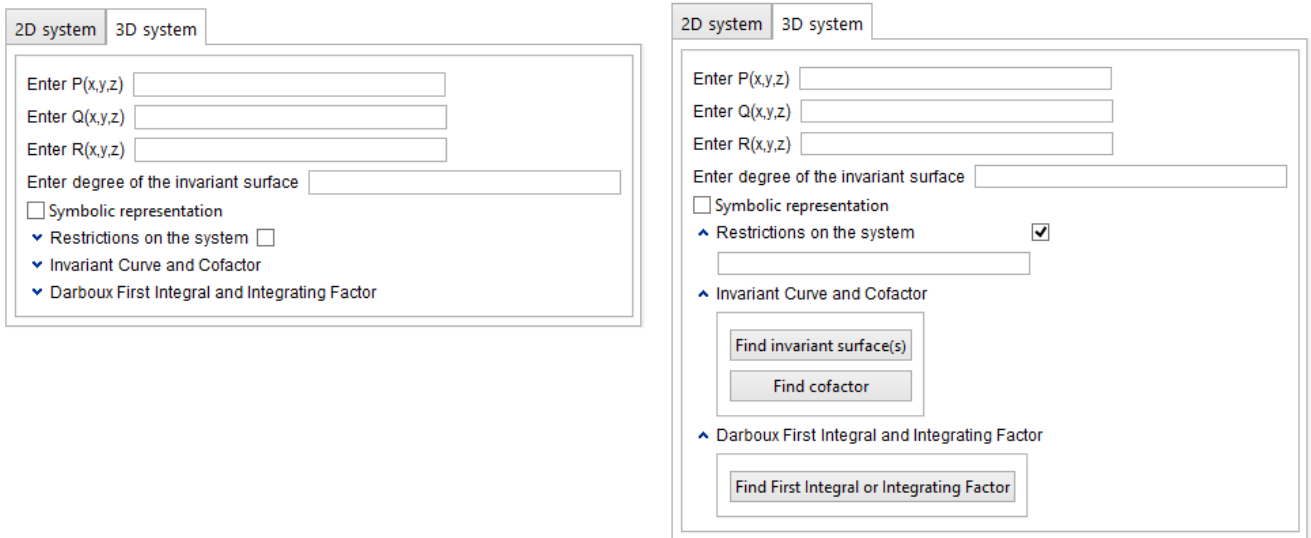 2D system 3D system
Enter P(x,y,z)
Enter Q(x,y,z)
Enter R(x,y,z)
Enter degree of the invariant surface
Symbolic representation
Restrictions on the system
Invariant Curve and Cofactor
Darboux First Integral and Integrating Factor
2D system 3D system
Enter P(x,y,z)
Enter Q(x,y,z)
Enter R(x,y,z)
Enter degree of the invariant surface
Symbolic representation
Restrictions on the system
Invariant Curve and Cofactor
Find invariant surface(s)
Find cofactor
Darboux First Integral and Integrating Factor
Find First Integral or Integrating Factor